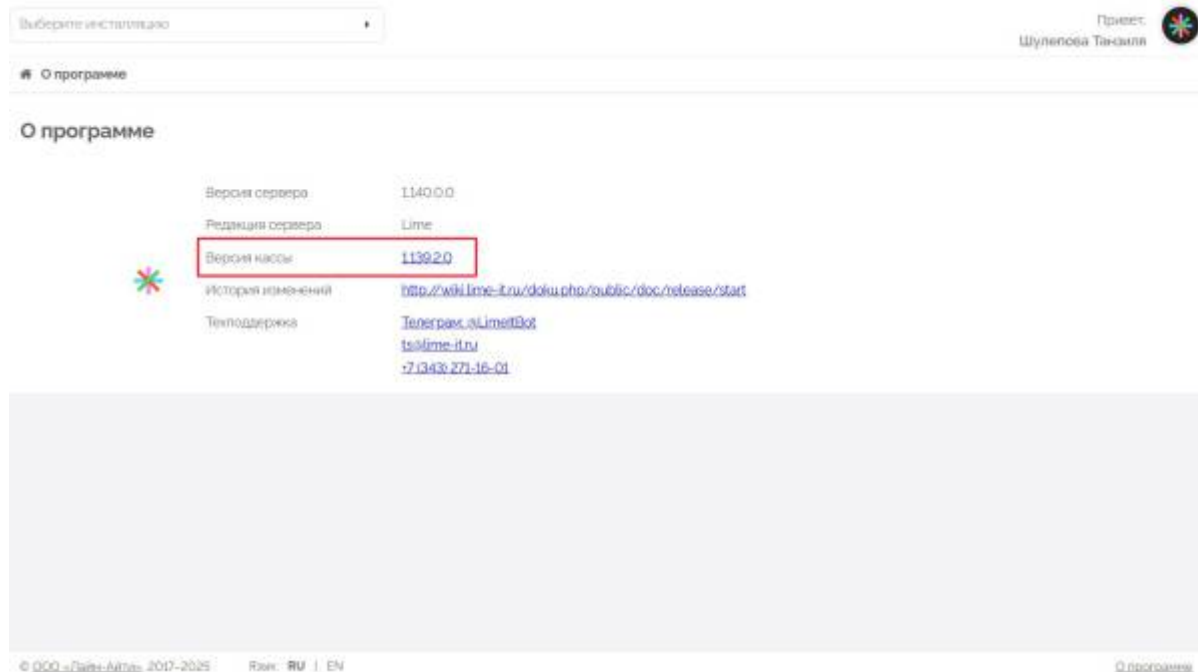 Выберите инсталляцию
Привет,
Шулепова Танзиля
О программе
О программе
Версия сервера 1.140.0.0
Редакция сервера Lime
Версия кассы 1.139.2.0
История изменений http://wiki.lime-it.ru/doku.php/public/doc/release/start
Техподдержка Телеграм: @LimeItBot
ts@lime-it.ru
+7 (343) 271-16-01
© ООО «Лайм-Айти», 2017-2025 Язык: RU | EN О программе